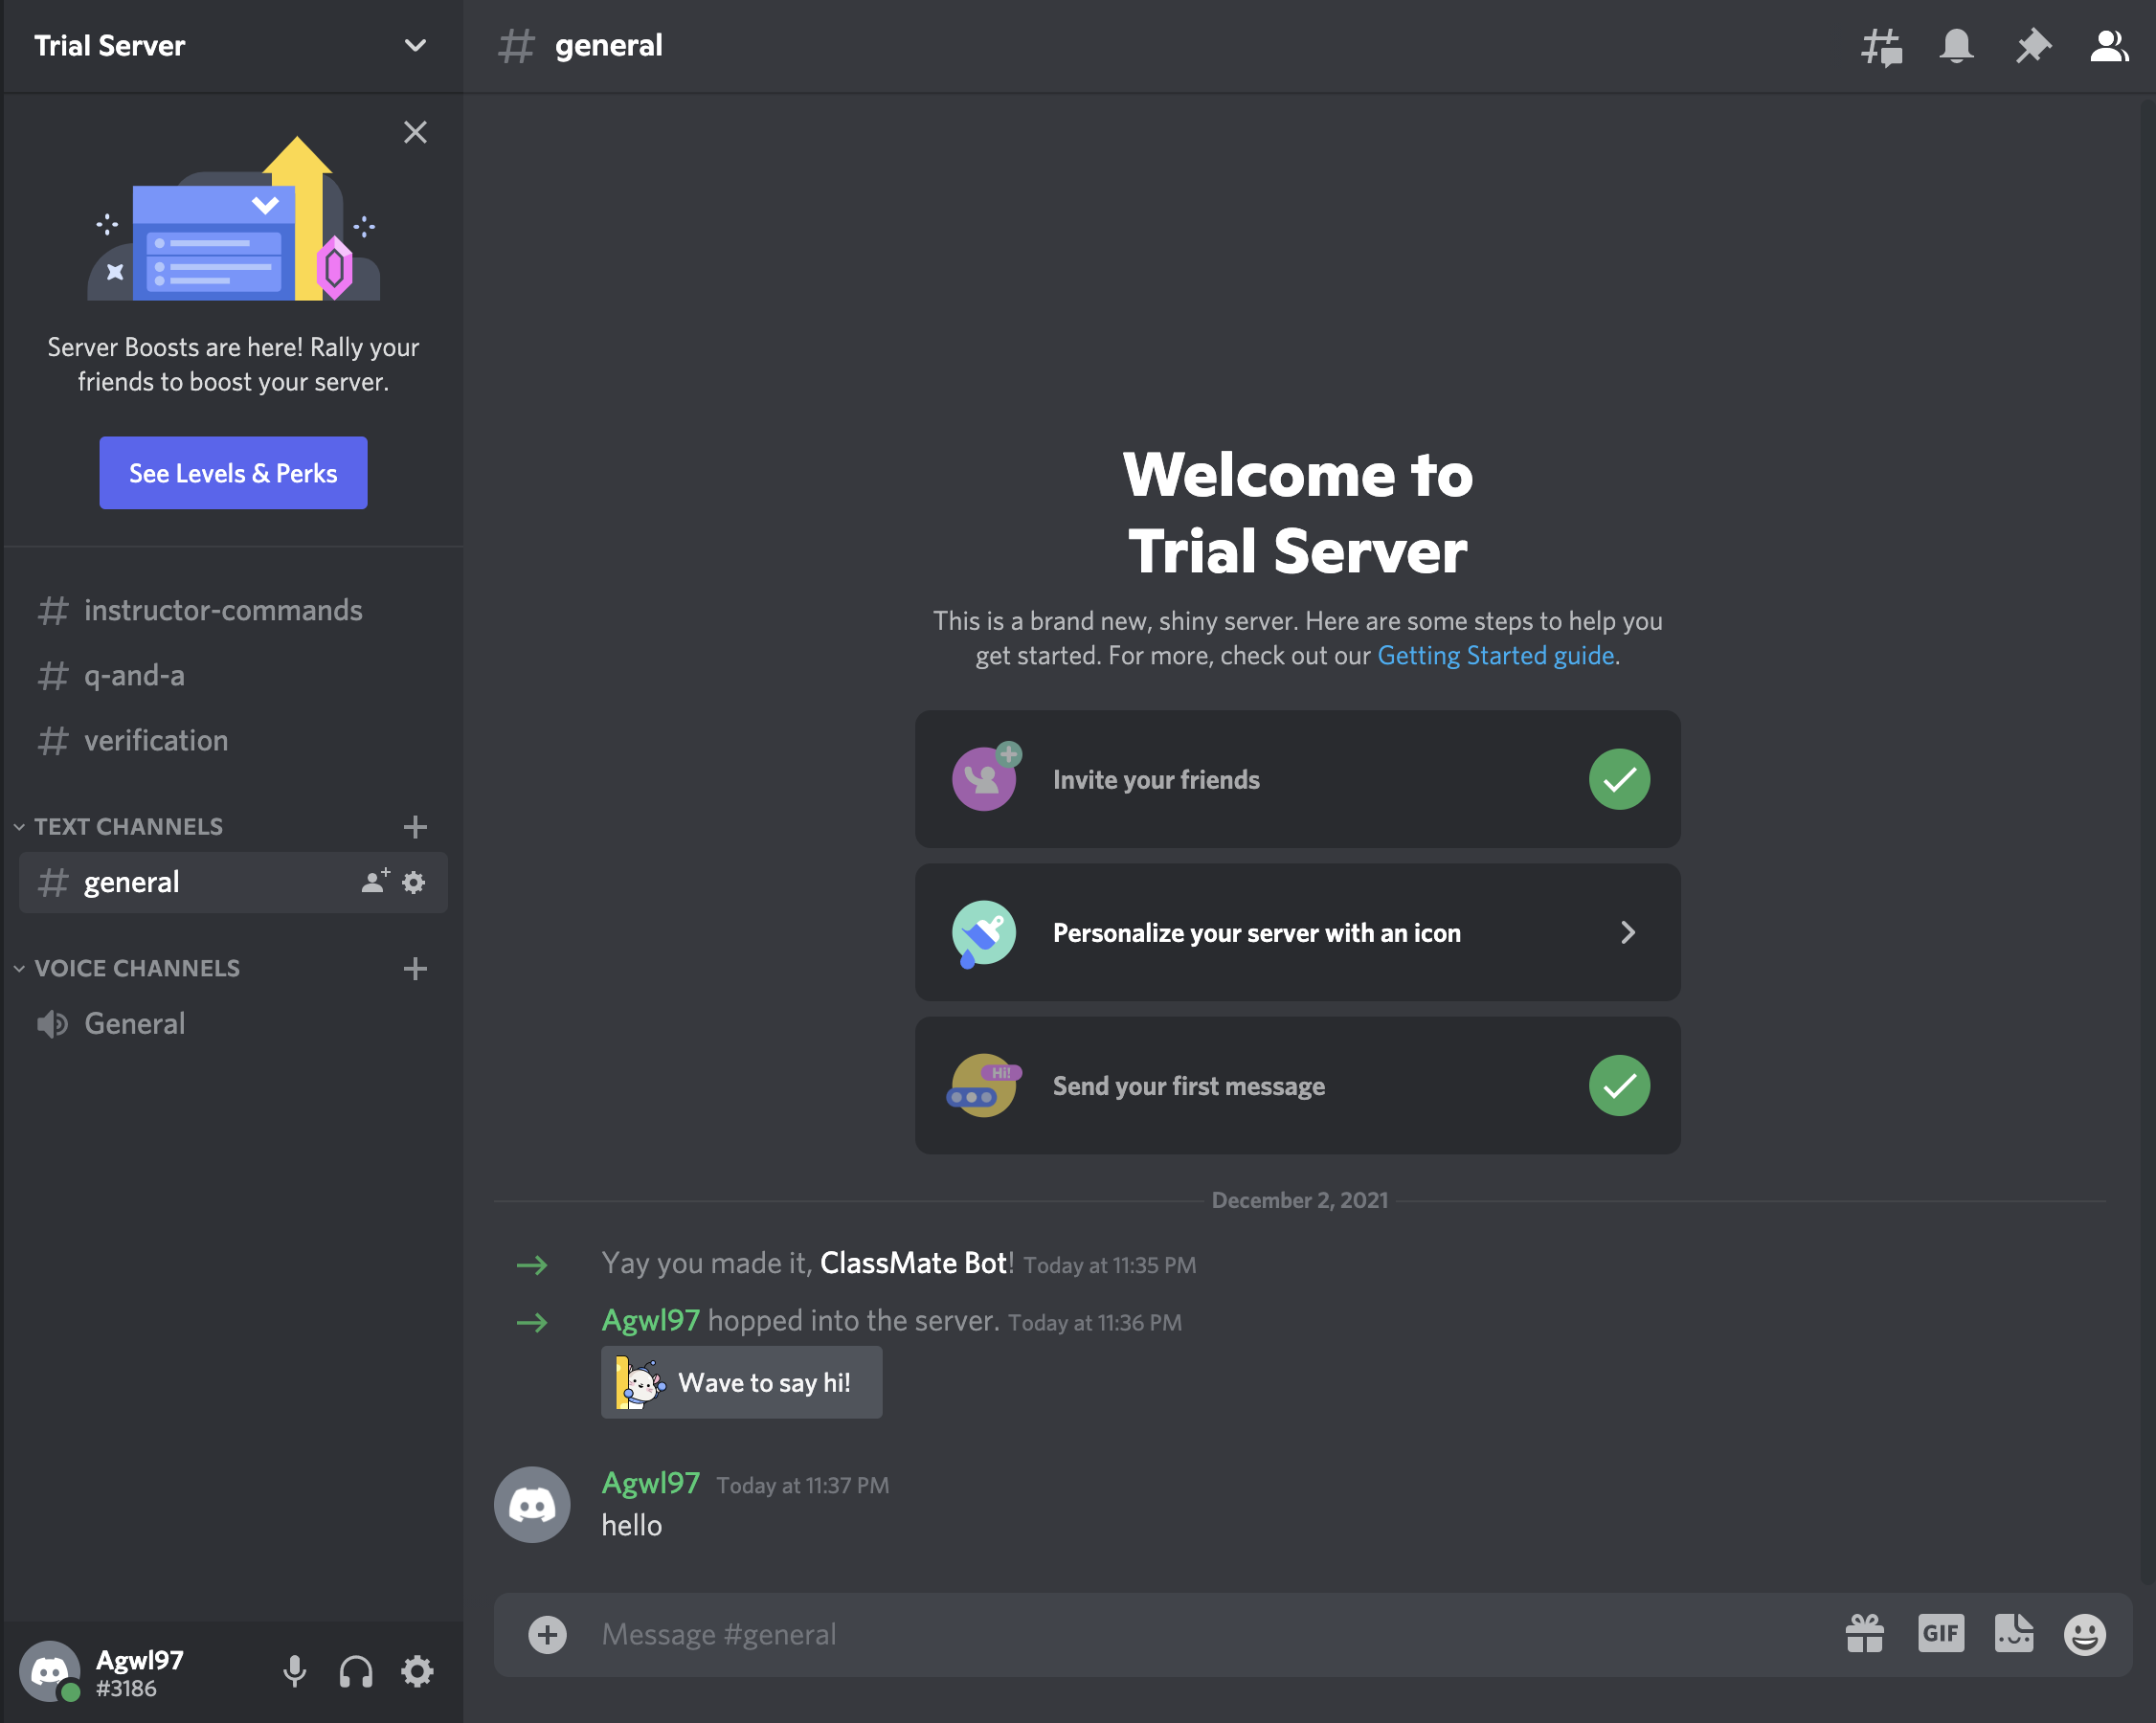 Trial Server
Server Boosts are here! Rally your
friends to boost your server.
See Levels & Perks
instructor-commands
q-and-a
verification
TEXT CHANNELS
general
VOICE CHANNELS
General
Agwl97
#3186
general
Welcome to
Trial Server
This is a brand new, shiny server. Here are some steps to help you
get started. For more, check out our Getting Started guide.
Invite your friends
Personalize your server with an icon
Hi!
Send your first message
December 2, 2021
Yay you made it, ClassMate Bot! Today at 11:35 PM
Agwl97 hopped into the server. Today at 11:36 PM
Wave to say hi!
Agwl97 Today at 11:37 PM
hello
Message #general
GIF